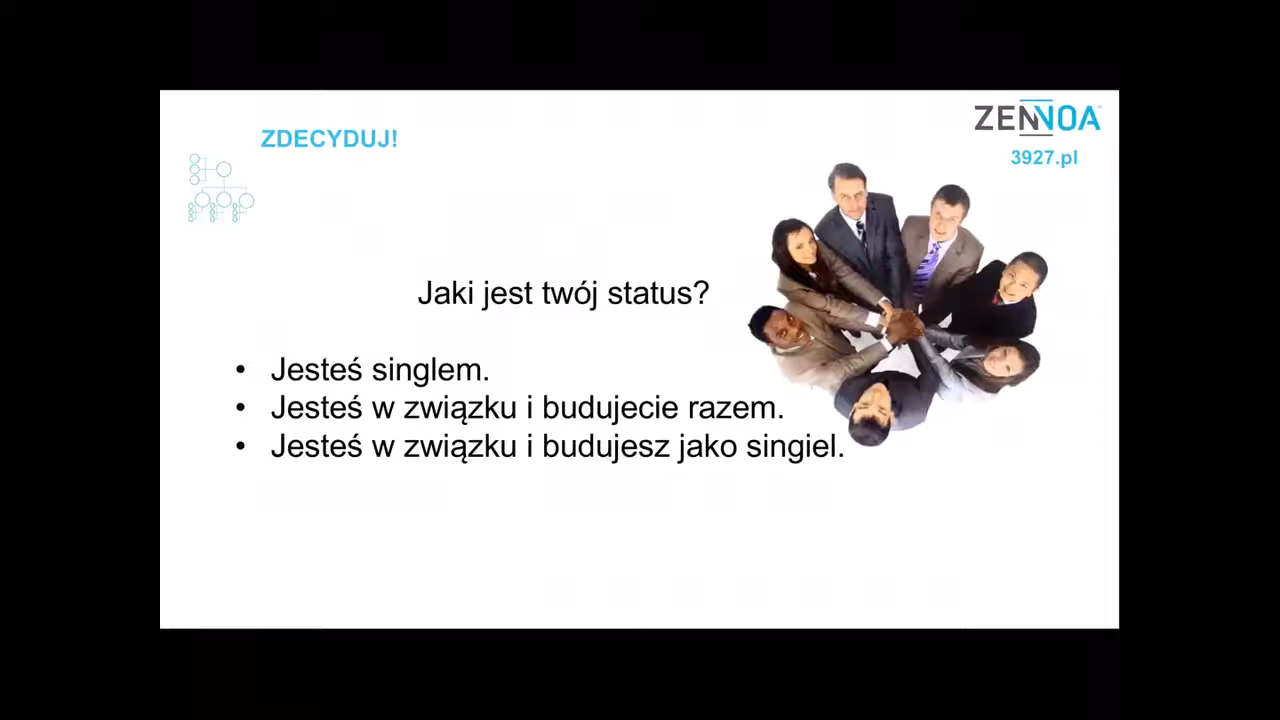 ZENNOA
ZDECYDUJ!
3927.pl
Jaki jest twój status?
• Jesteś singlem.
• Jesteś w związku i budujecie razem.
• Jesteś w związku i budujesz jako singiel.